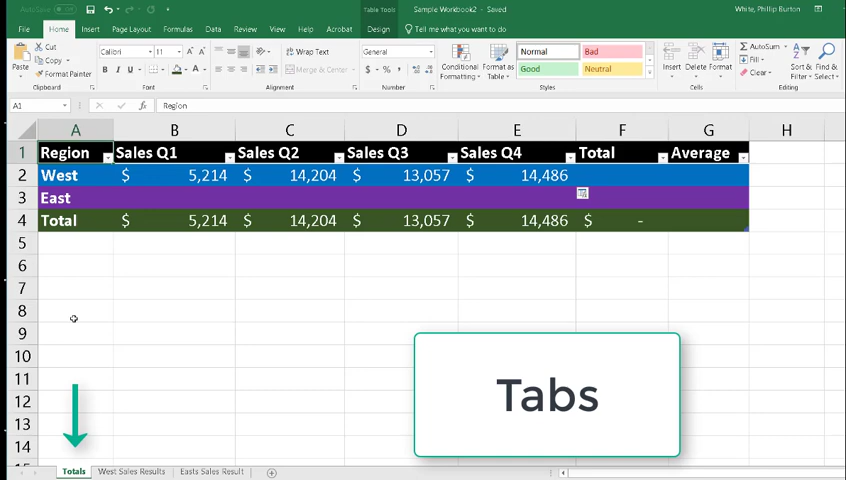 AutoSave Off
Sample Workbook2 - Saved
Table Tools
White, Phillip Burton
File Home Insert Page Layout Formulas Data Review View Help Acrobat Design Tell me what you want to do
Paste
Cut
Copy
Format Painter
Clipboard
Calibri 11
B I U
Font
Wrap Text
Merge & Center
Alignment
General
$ % ,
Number
Conditional Formatting
Format as Table
Normal Bad
Good Neutral
Styles
Insert Delete Format
Cells
AutoSum
Fill
Clear
Sort & Filter
Find & Select
Editing
A1 fx Region
A B C D E F G H
1 Region Sales Q1 Sales Q2 Sales Q3 Sales Q4 Total Average
2 West $ 5,214 $ 14,204 $ 13,057 $ 14,486
3 East
4 Total $ 5,214 $ 14,204 $ 13,057 $ 14,486 $ -
5
6
7
8
9
10
11
12
13
14
15
Tabs
Totals West Sales Results Easts Sales Result